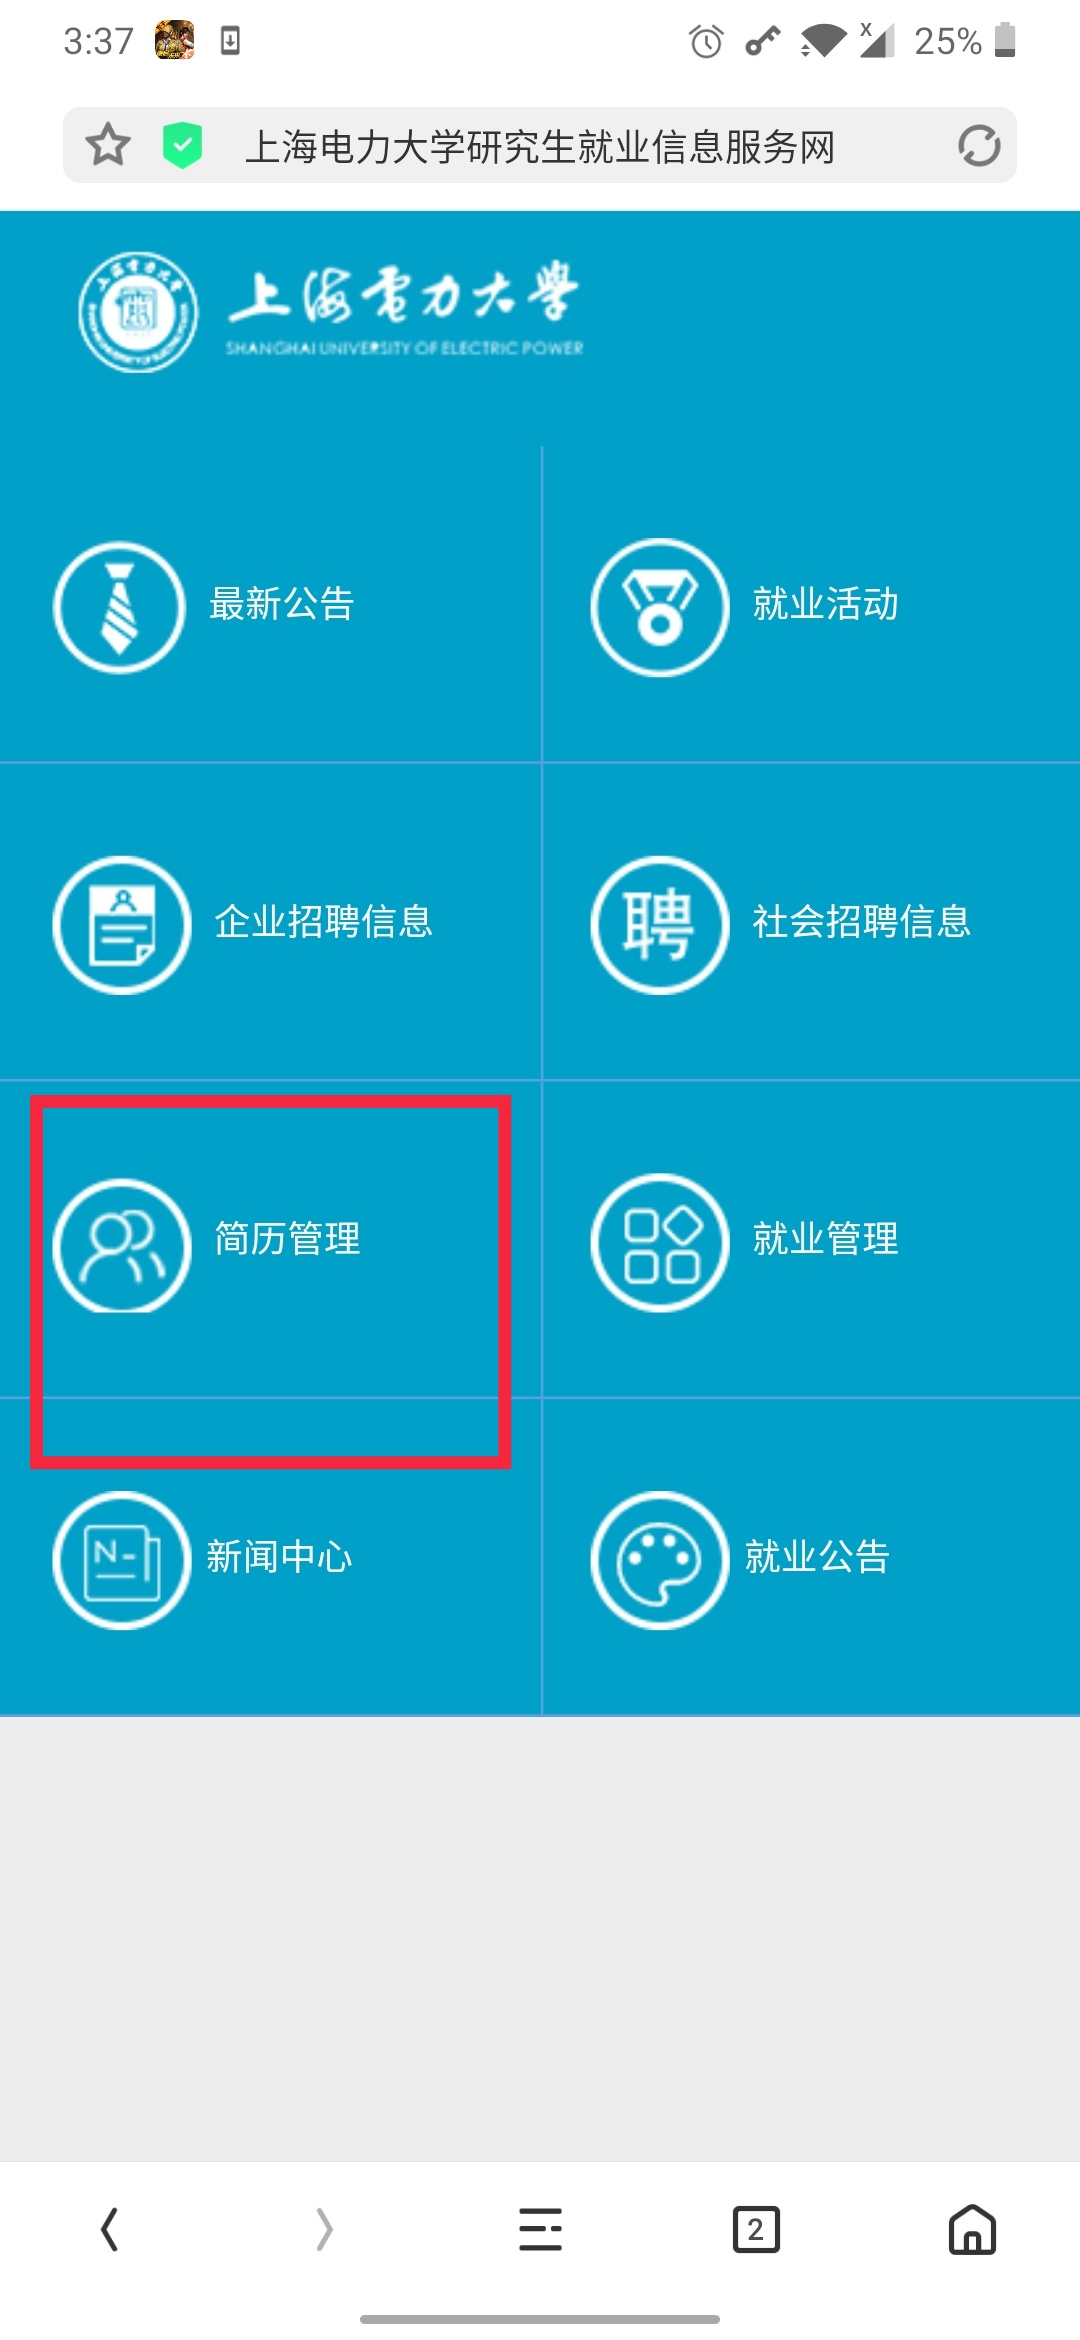 3:37
25%
上海电力大学研究生就业信息服务网
上海電力大學
SHANGHAI UNIVERSITY OF ELECTRIC POWER
最新公告
就业活动
企业招聘信息
聘
社会招聘信息
简历管理
就业管理
新闻中心
就业公告
2